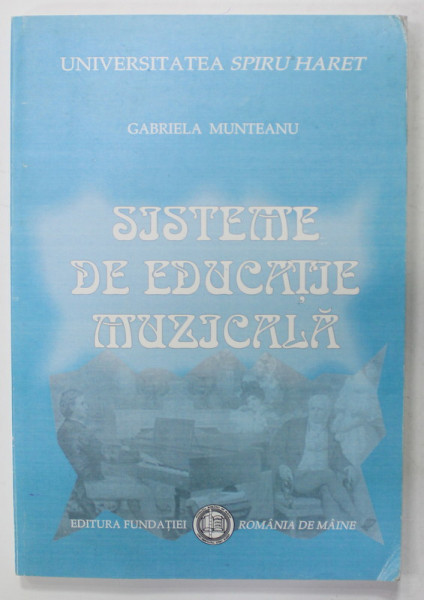 UNIVERSITATEA SPIRU HARET
GABRIELA MUNTEANU
SISTEME
DE EDUCAȚIE
MUZICALĂ
EDITURA FUNDAȚIEI ROMÂNIA DE MÂINE